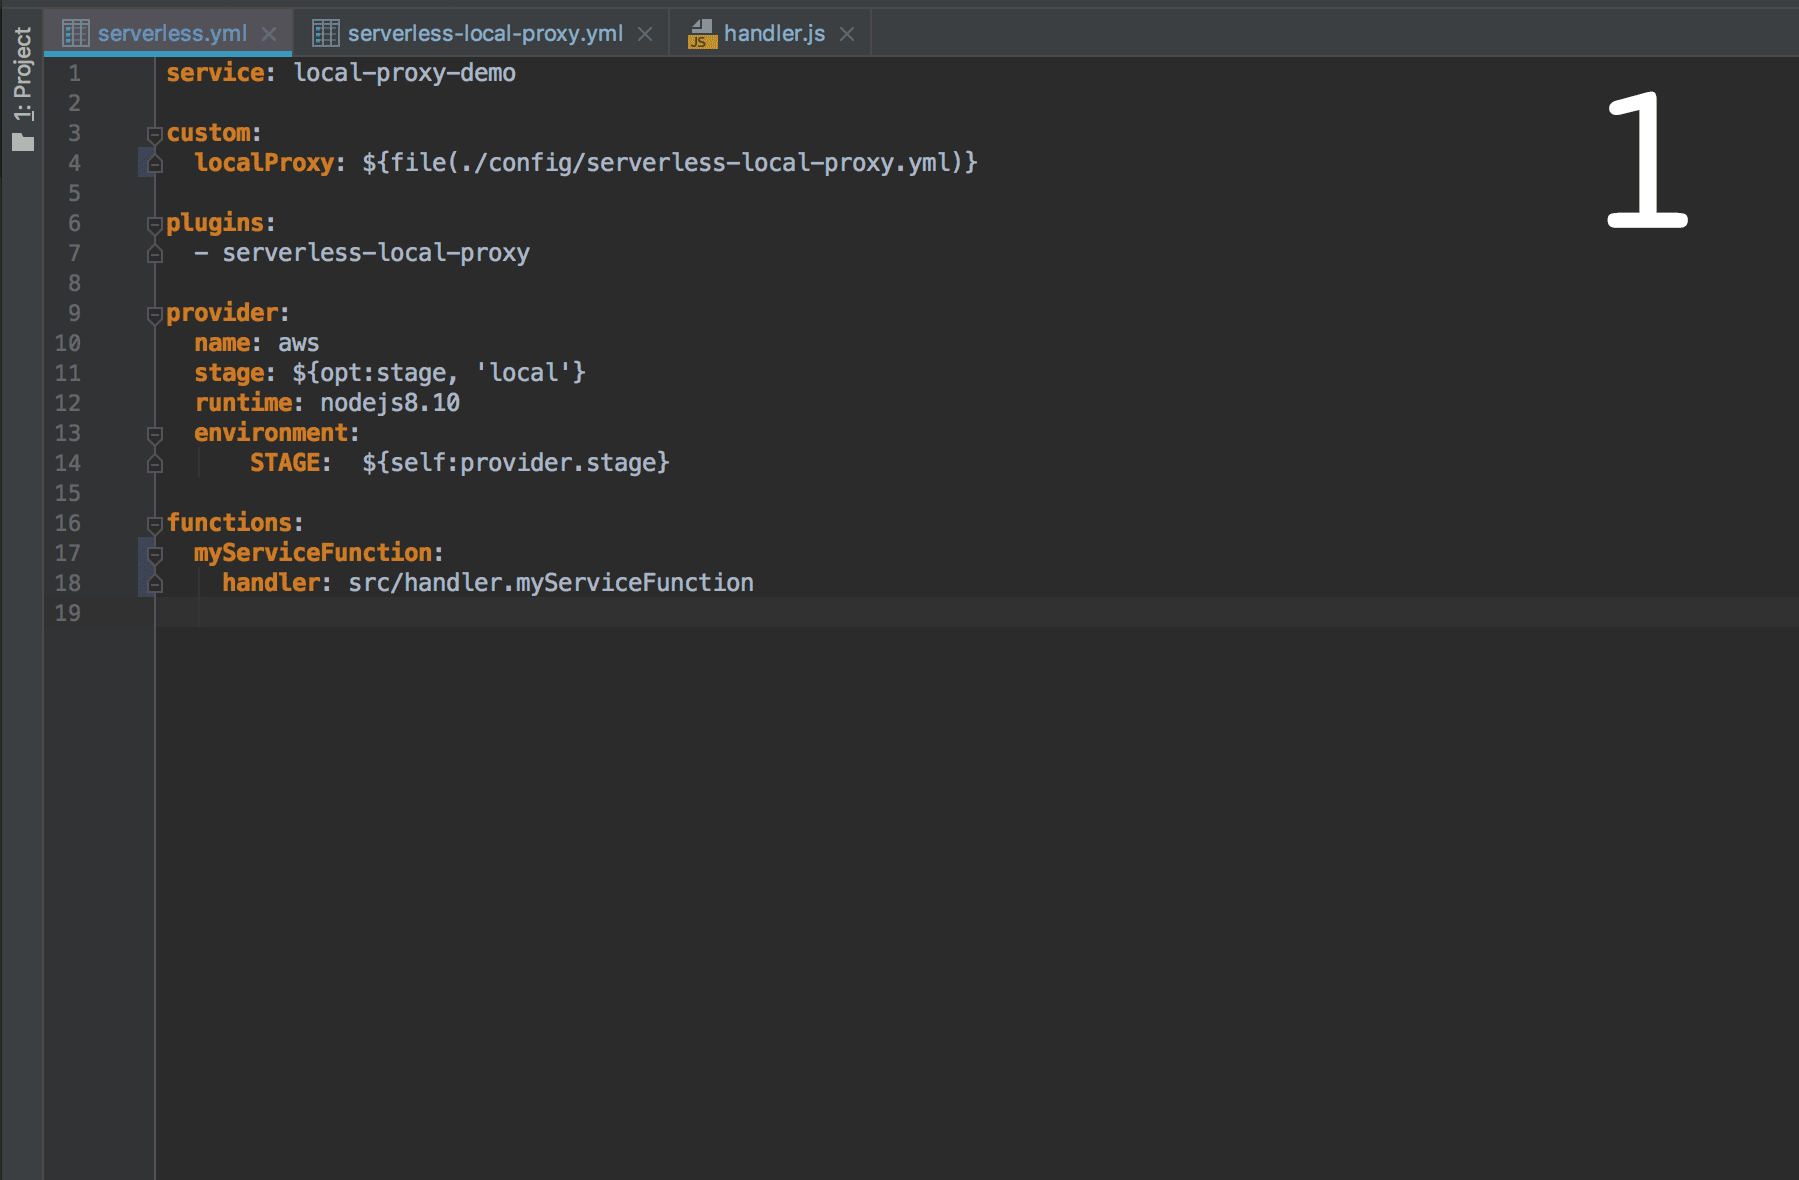 1: Project
serverless.yml
serverless-local-proxy.yml
JS handler.js
1
1 service: local-proxy-demo
2
3 custom:
4   localProxy: ${file(./config/serverless-local-proxy.yml)}
5
6 plugins:
7   - serverless-local-proxy
8
9 provider:
10   name: aws
11   stage: ${opt:stage, 'local'}
12   runtime: nodejs8.10
13   environment:
14       STAGE:  ${self:provider.stage}
15
16 functions:
17   myServiceFunction:
18     handler: src/handler.myServiceFunction
19